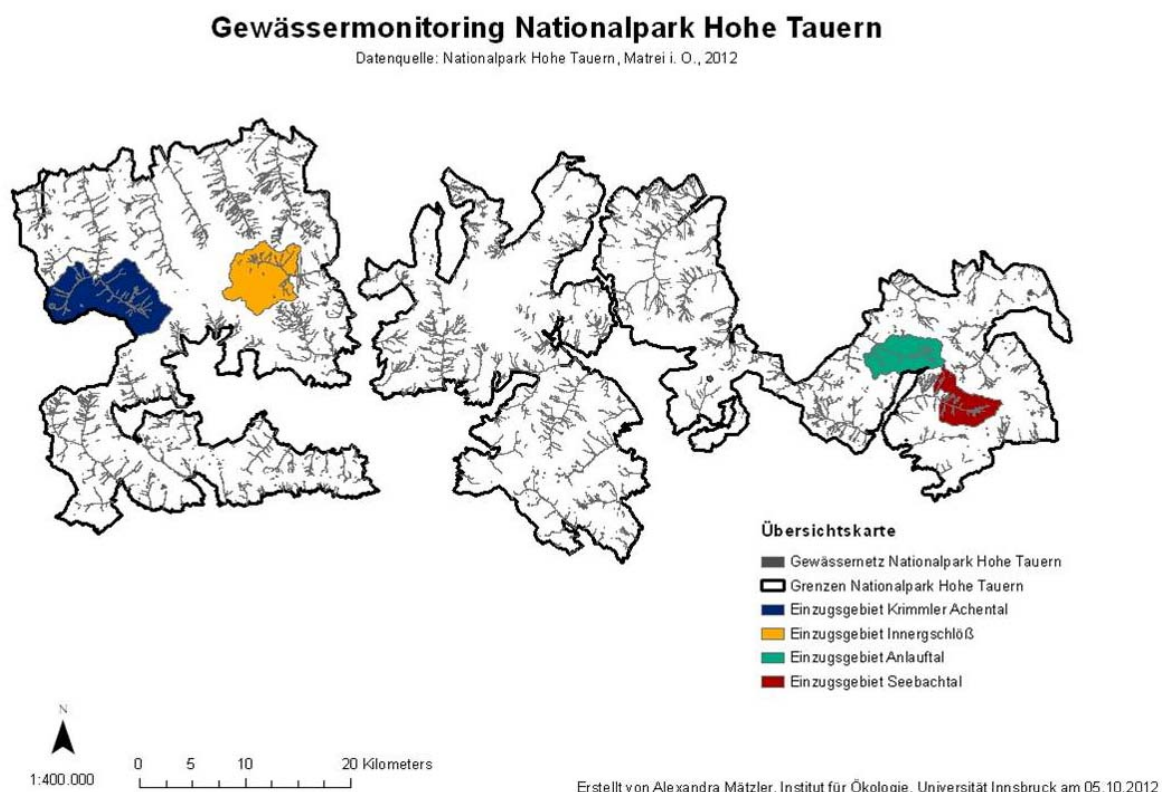 Gewässermonitoring Nationalpark Hohe Tauern
Datenquelle: Nationalpark Hohe Tauern, Matrei i. O., 2012
Übersichtskarte
Gewässernetz Nationalpark Hohe Tauern
Grenzen Nationalpark Hohe Tauern
Einzugsgebiet Krimmler Achental
Einzugsgebiet Innergschlöß
Einzugsgebiet Anlauftal
Einzugsgebiet Seebachtal
N
1:400.000
0 5 10 20 Kilometers
Erstellt von Alexandra Mätzler, Institut für Ökologie, Universität Innsbruck am 05.10.2012